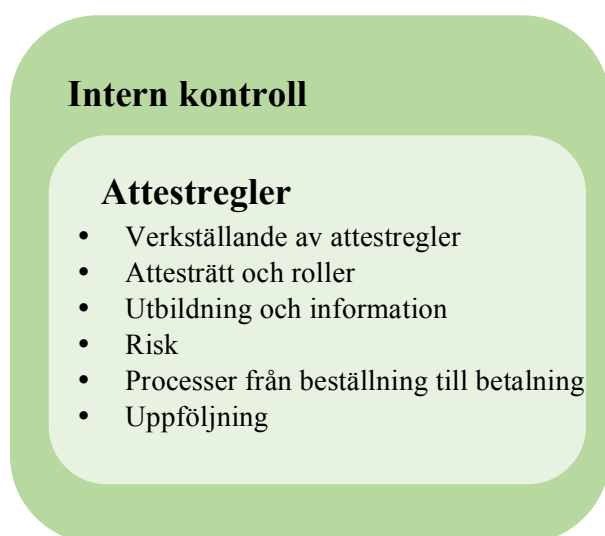 Intern kontroll
Attestregler
• Verkställande av attestregler
• Attesträtt och roller
• Utbildning och information
• Risk
• Processer från beställning till betalning
• Uppföljning